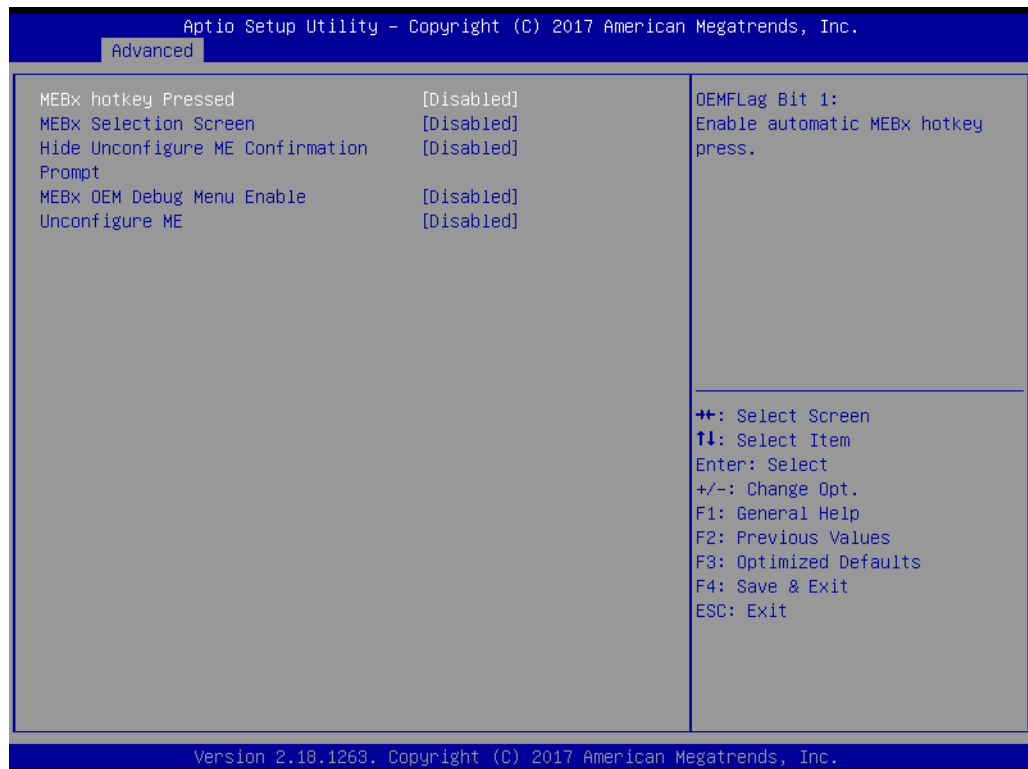 Aptio Setup Utility – Copyright (C) 2017 American Megatrends, Inc.
Advanced
MEBx hotkey Pressed [Disabled]
MEBx Selection Screen [Disabled]
Hide Unconfigure ME Confirmation [Disabled]
Prompt
MEBx OEM Debug Menu Enable [Disabled]
Unconfigure ME [Disabled]
OEMFLag Bit 1:
Enable automatic MEBx hotkey
press.
→←: Select Screen
↑↓: Select Item
Enter: Select
+/-: Change Opt.
F1: General Help
F2: Previous Values
F3: Optimized Defaults
F4: Save & Exit
ESC: Exit
Version 2.18.1263. Copyright (C) 2017 American Megatrends, Inc.